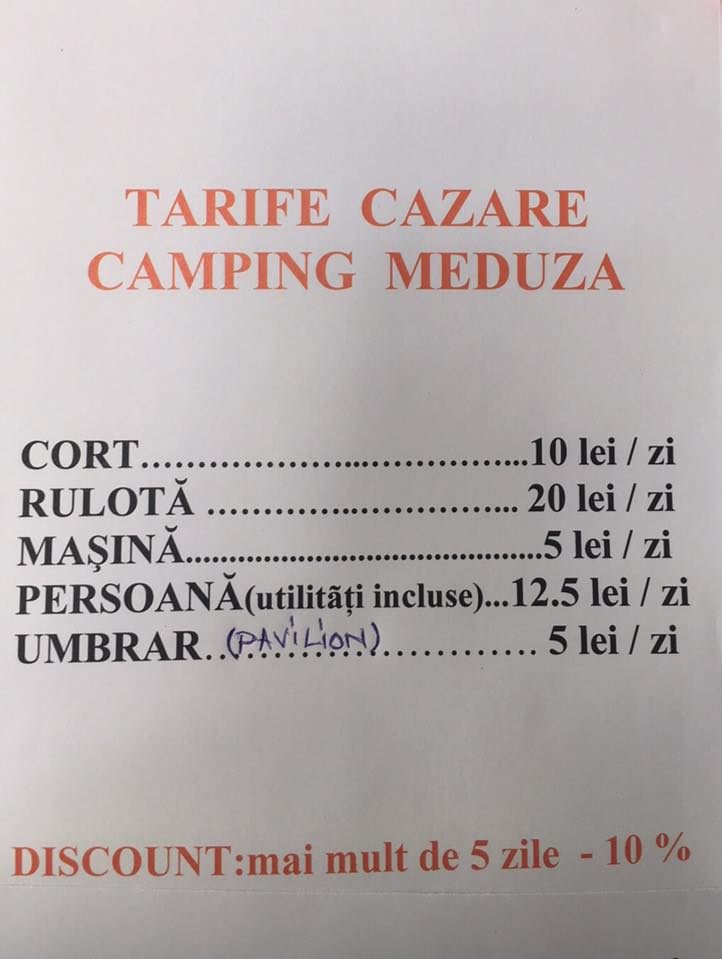 TARIFE CAZARE
CAMPING MEDUZA
CORT.................................10 lei / zi
RULOTĂ ........................... 20 lei / zi
MAŞINĂ.........................................5 lei / zi
PERSOANĂ(utilităţi incluse)...12.5 lei / zi
UMBRAR..(PAVILION)............ 5 lei / zi
DISCOUNT:mai mult de 5 zile - 10 %